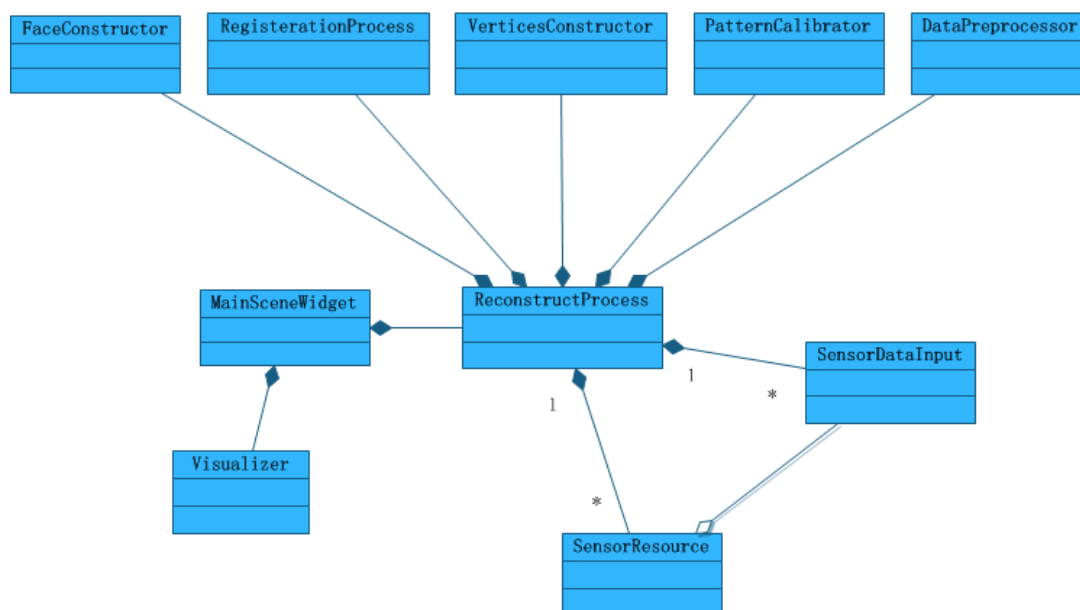 FaceConstructor
RegisterationProcess
VerticesConstructor
PatternCalibrator
DataPreprocessor
MainSceneWidget
ReconstructProcess
SensorDataInput
1
*
1
Visualizer
*
SensorResource